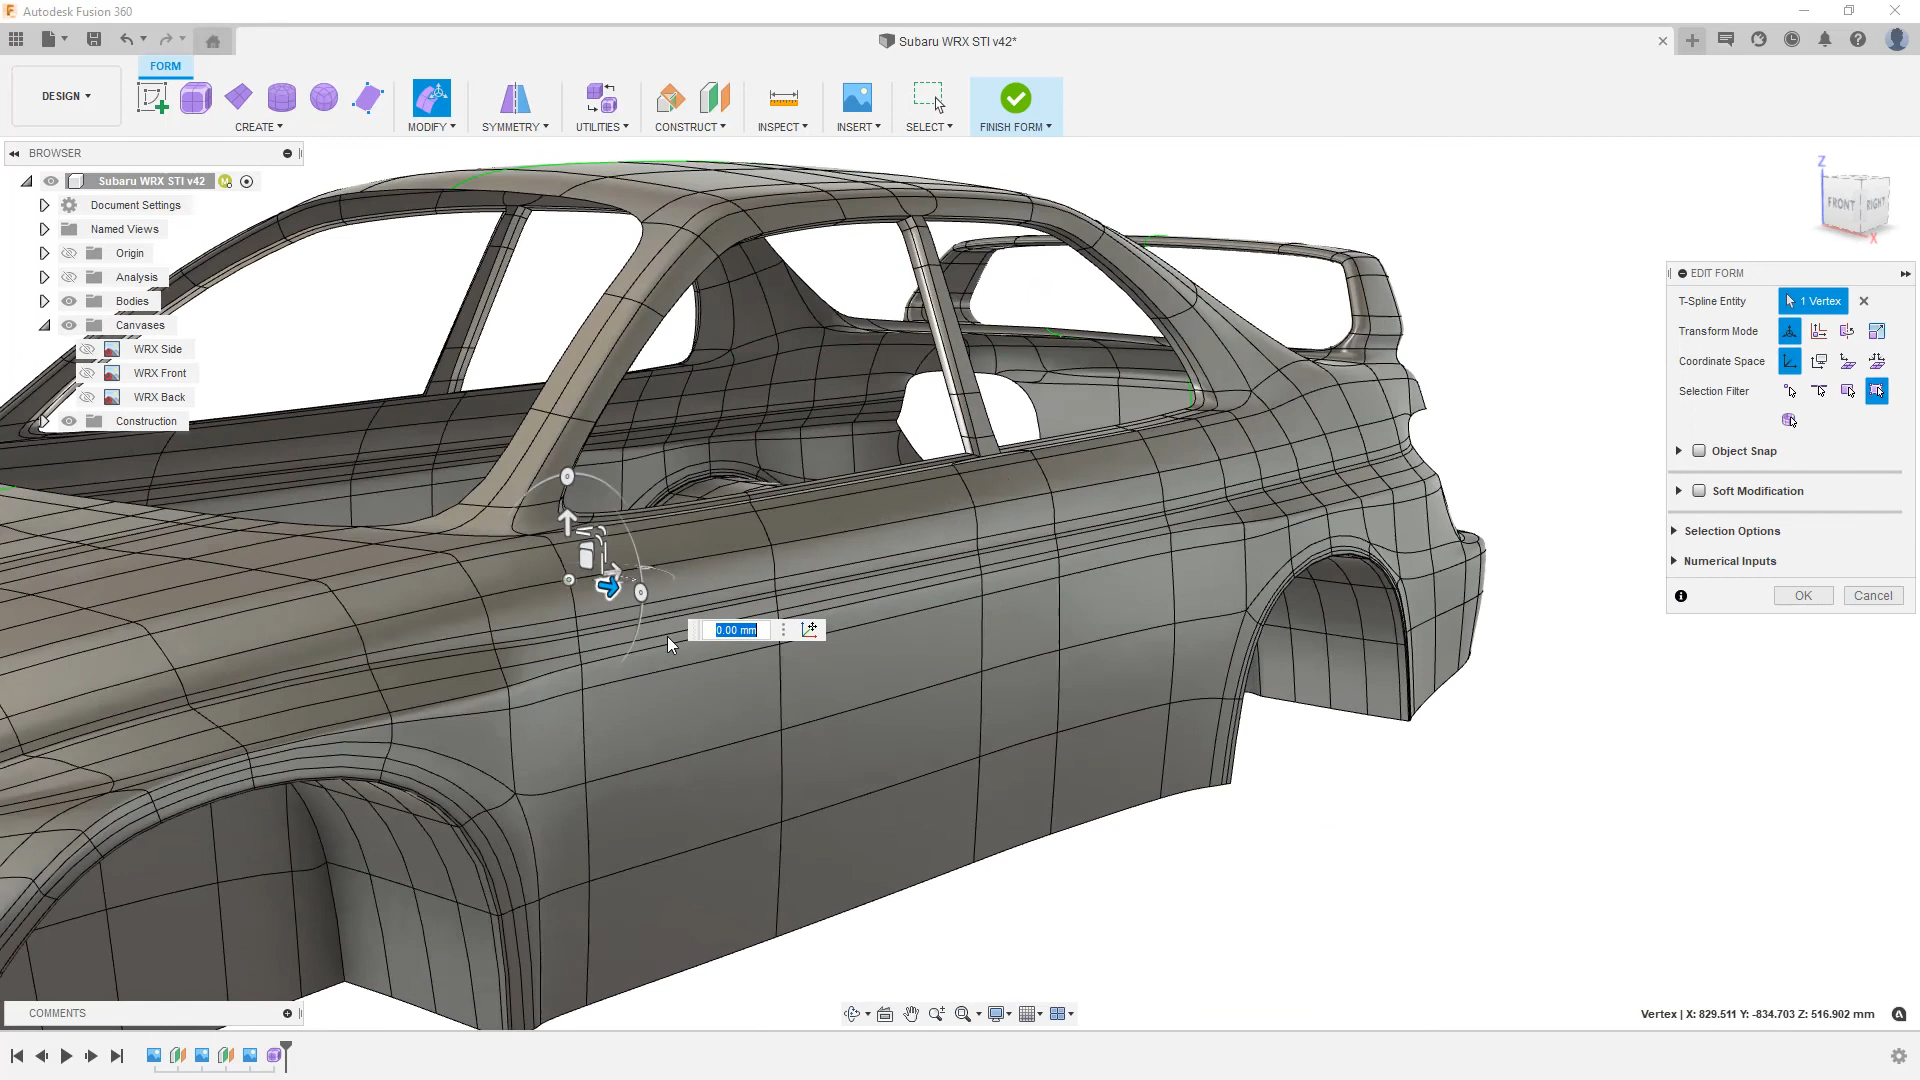 Autodesk Fusion 360
Subaru WRX STI v42*
FORM
DESIGN
CREATE
MODIFY
SYMMETRY
UTILITIES
CONSTRUCT
INSPECT
INSERT
SELECT
FINISH FORM
BROWSER
Subaru WRX STI v42
Document Settings
Named Views
Origin
Analysis
Bodies
Canvases
WRX Side
WRX Front
WRX Back
Construction
Z
FRONT
RIGHT
X
EDIT FORM
T-Spline Entity
1 Vertex
Transform Mode
Coordinate Space
Selection Filter
Object Snap
Soft Modification
Selection Options
Numerical Inputs
OK
Cancel
0.00 mm
COMMENTS
Vertex | X: 829.511 Y: -834.703 Z: 516.902 mm